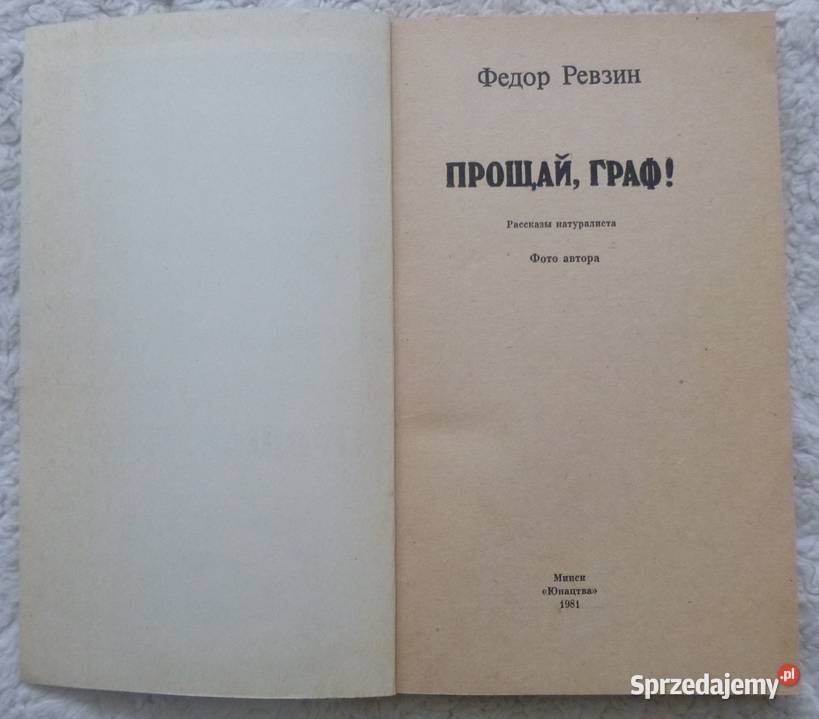 Федор Ревзин
ПРОЩАЙ, ГРАФ!
Рассказы натуралиста
Фото автора
Минск
«Юнацтва»
1981
Sprzedajemy.pl